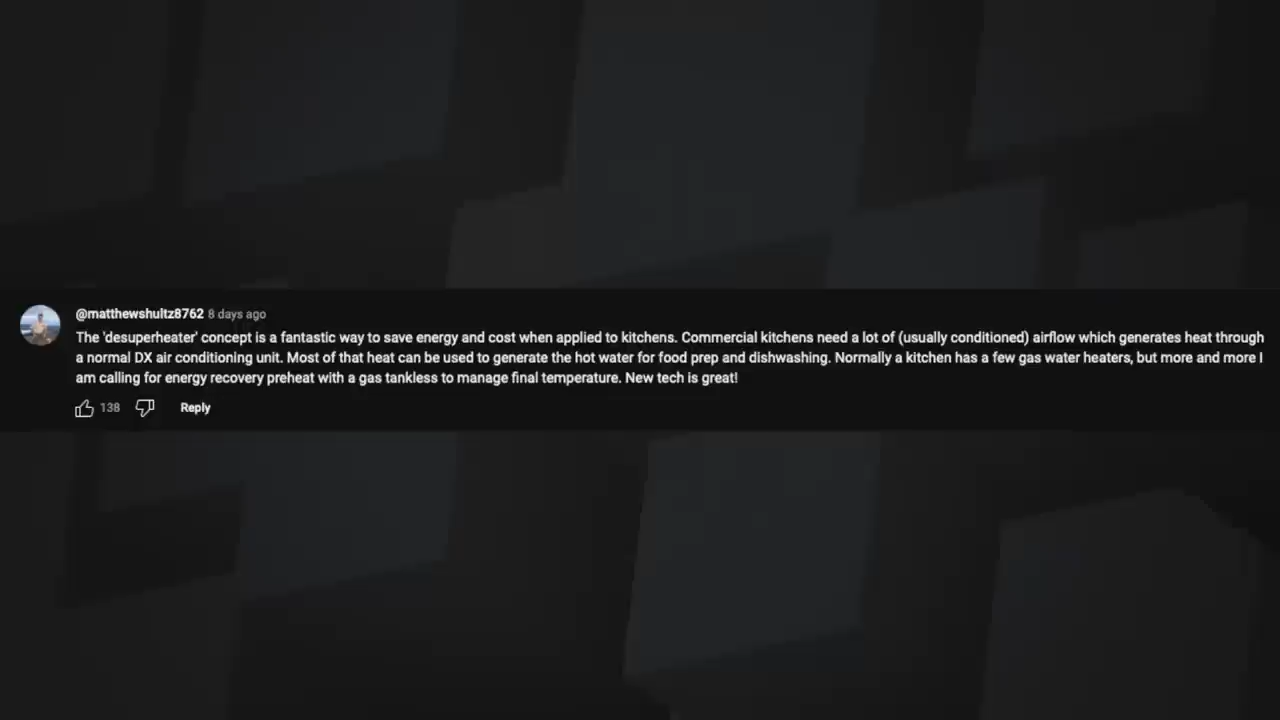 @matthewshultz8762 8 days ago
The 'desuperheater' concept is a fantastic way to save energy and cost when applied to kitchens. Commercial kitchens need a lot of (usually conditioned) airflow which generates heat through
a normal DX air conditioning unit. Most of that heat can be used to generate the hot water for food prep and dishwashing. Normally a kitchen has a few gas water heaters, but more and more I
am calling for energy recovery preheat with a gas tankless to manage final temperature. New tech is great!
138 Reply